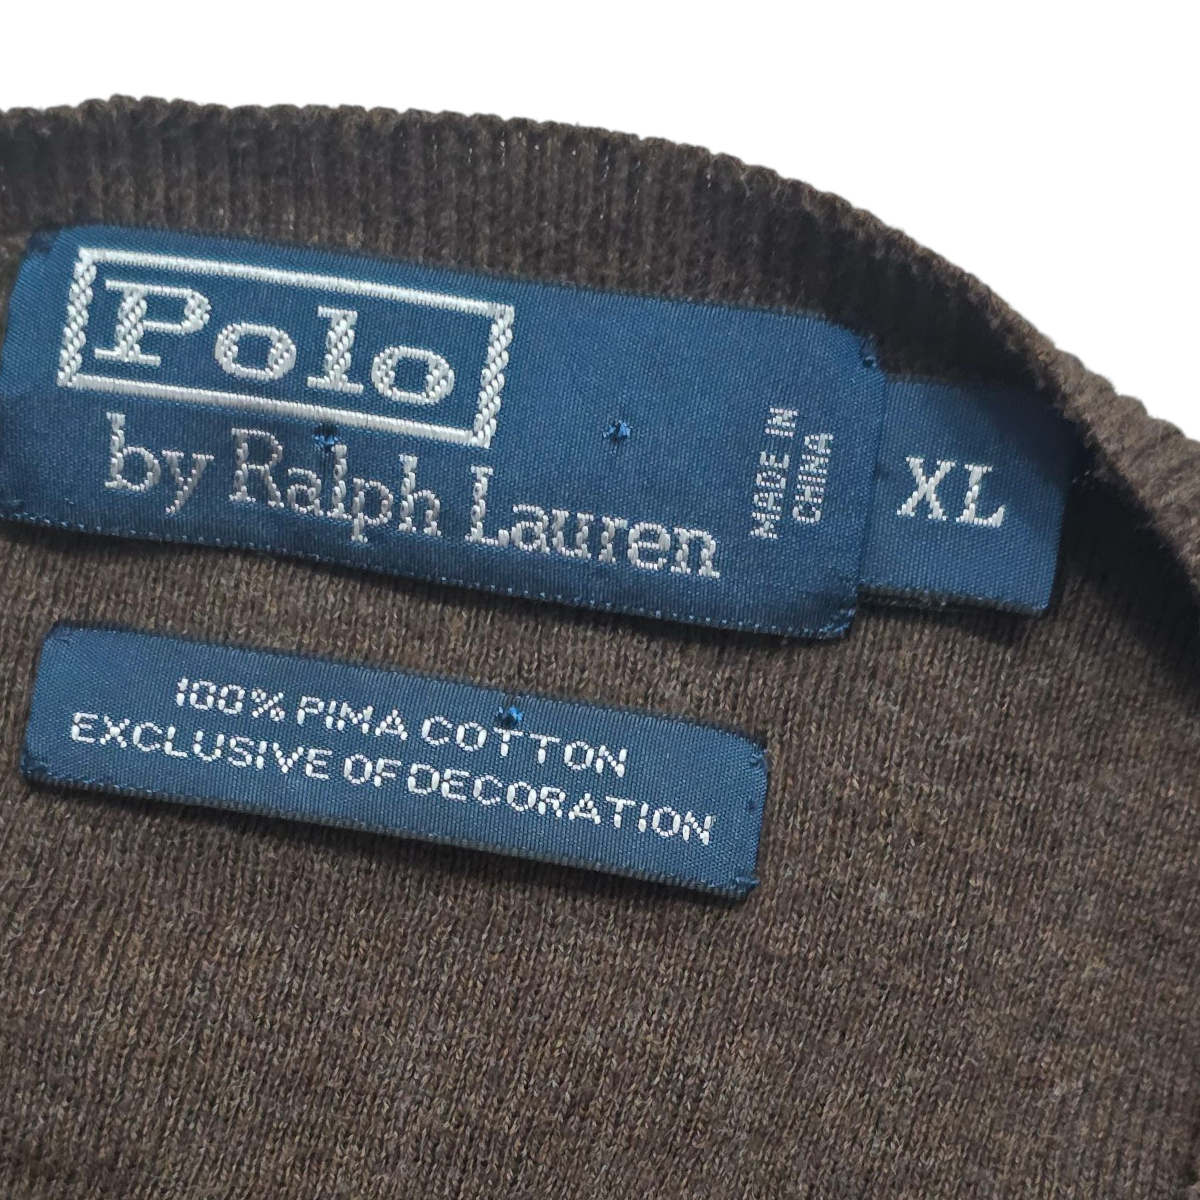 Polo
by Ralph Lauren
MADE IN
CHINA
XL
100% PIMA COTTON
EXCLUSIVE OF DECORATION